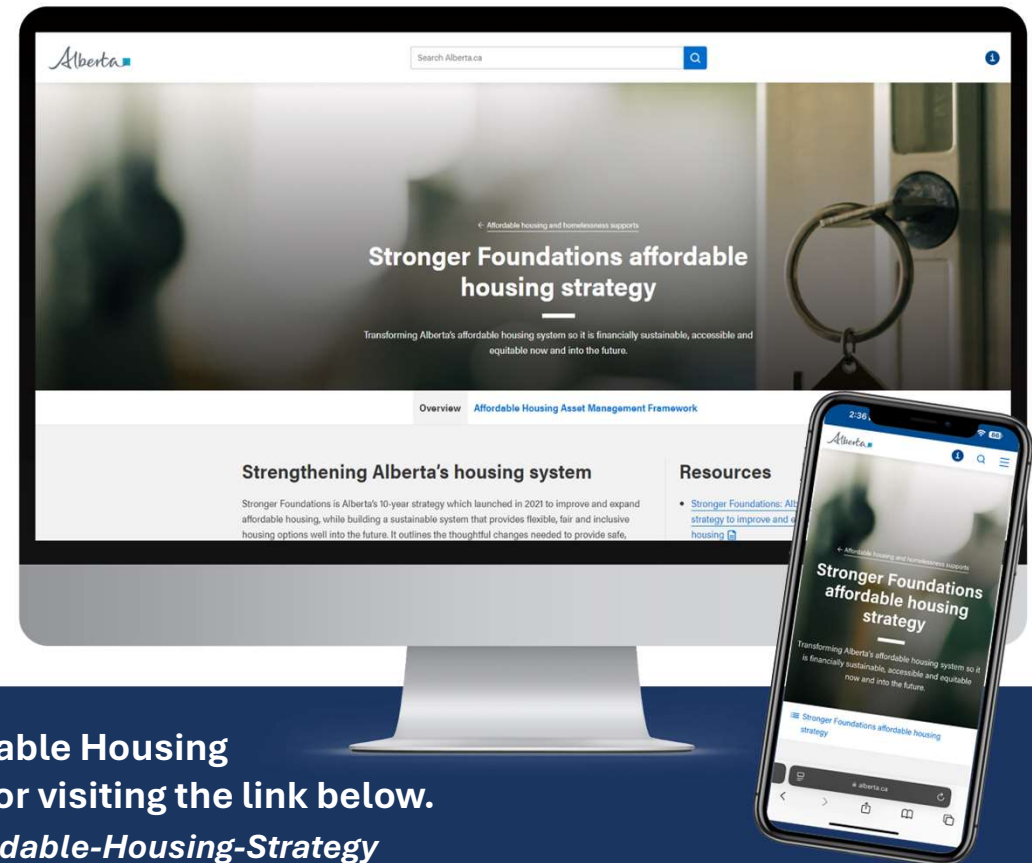 Alberta
Search Alberta.ca
← Affordable housing and homelessness supports
Stronger Foundations affordable
housing strategy
Transforming Alberta's affordable housing system so it is financially sustainable, accessible and
equitable now and into the future.
Overview Affordable Housing Asset Management Framework
Strengthening Alberta's housing system
Stronger Foundations is Alberta's 10-year strategy which launched in 2021 to improve and expand
affordable housing, while building a sustainable system that provides flexible, fair and inclusive
housing options well into the future. It outlines the thoughtful changes needed to provide safe,
Resources
• Stronger Foundations:
strategy to improve and
housing
2:36
Alberta
← Affordable housing and homelessness supports
Stronger Foundations
affordable housing
strategy
Transforming Alberta's affordable housing system so it
is financially sustainable, accessible and equitable
now and into the future.
Stronger Foundations affordable housing
strategy
alberta.ca
able Housing
or visiting the link below.
dable-Housing-Strategy